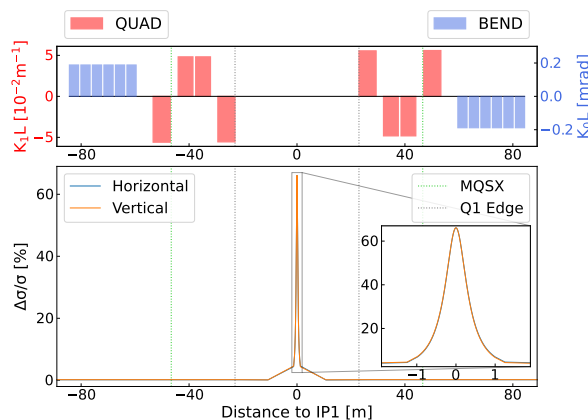 QUAD
BEND
K₁L [10⁻²m⁻¹]
5
0
−5
0.2
0.0
−0.2
K₀L [mrad]
−80
−40
0
40
80
Horizontal
Vertical
MQSX
Q1 Edge
Δσ/σ [%]
60
40
20
0
60
40
20
−1
0
1
−80
−40
0
40
80
Distance to IP1 [m]